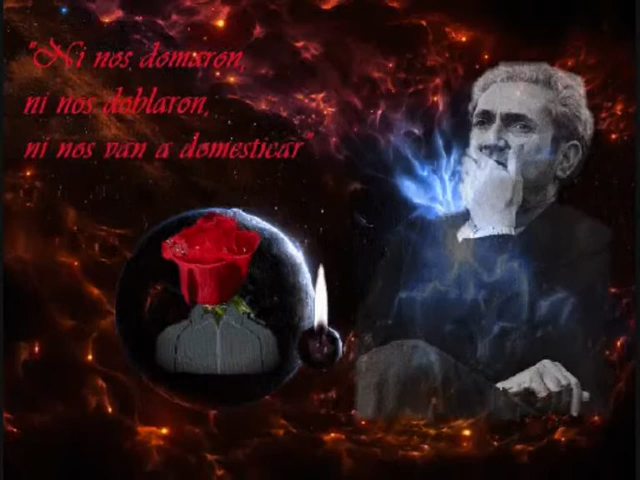 "Ni nos domaron,
ni nos doblaron,
ni nos van a domesticar"